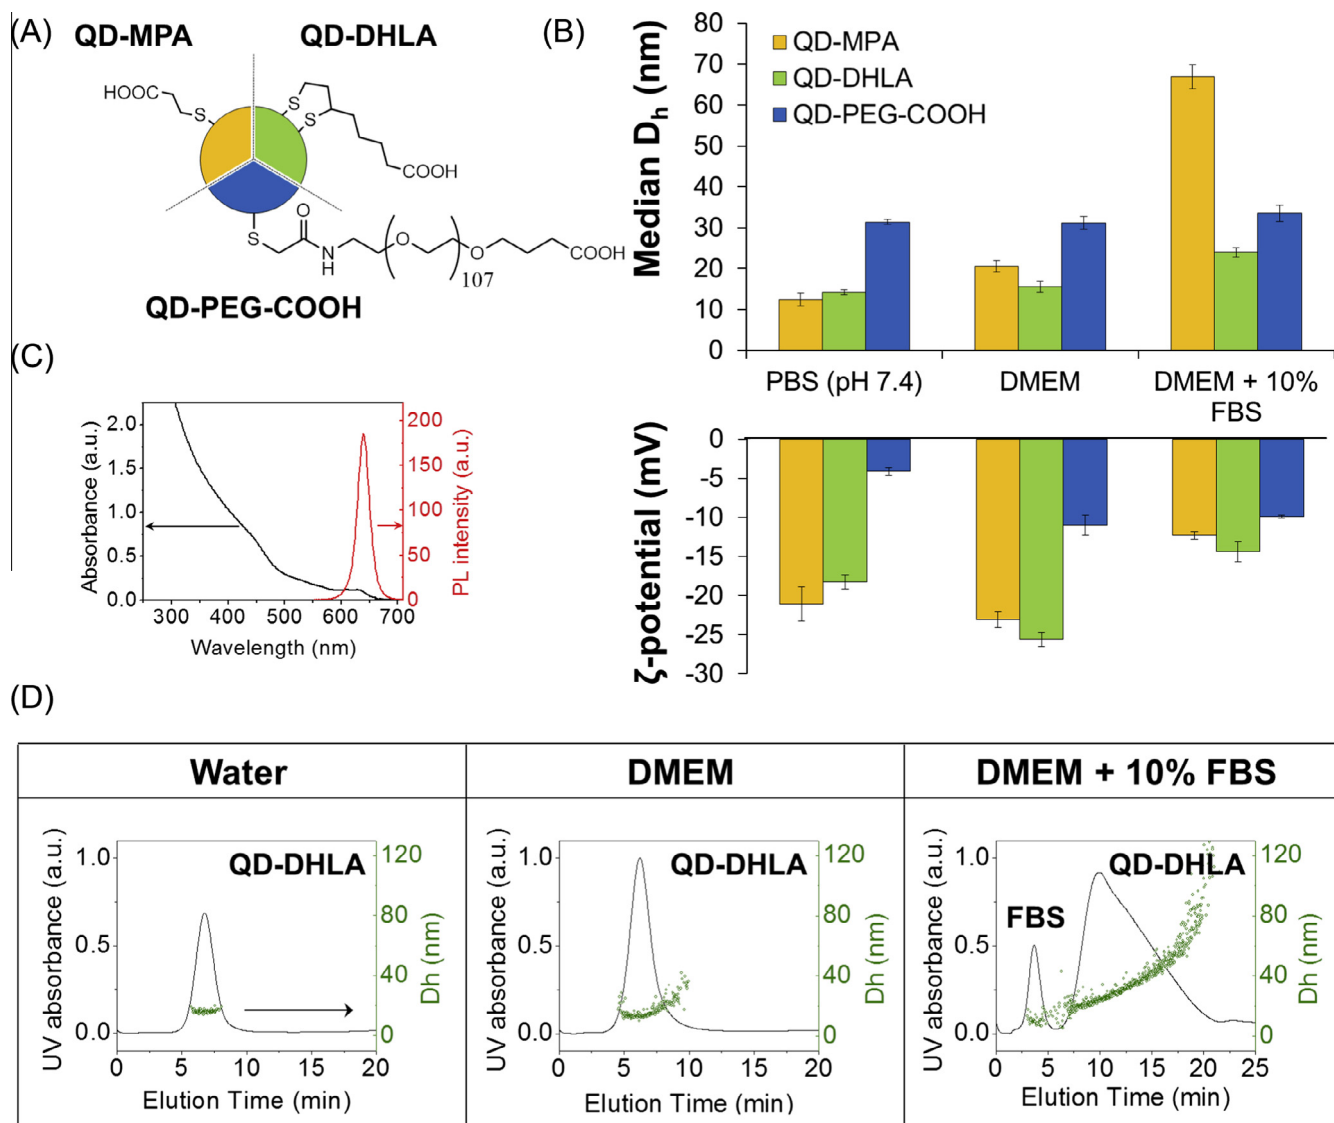 (A)
QD-MPA
QD-DHLA
HOOC
S
S
S
COOH
S
O
N
H
O
O
COOH
107
QD-PEG-COOH
(B)
Median Dh (nm)
80
70
60
50
40
30
20
10
0
QD-MPA
QD-DHLA
QD-PEG-COOH
PBS (pH 7.4)
DMEM
DMEM + 10%
FBS
ζ-potential (mV)
0
-5
-10
-15
-20
-25
-30
(C)
Absorbance (a.u.)
2.0
1.5
1.0
0.5
0.0
200
150
100
50
0
PL intensity (a.u.)
300 400 500 600 700
Wavelength (nm)
(D)
Water
DMEM
DMEM + 10% FBS
UV absorbance (a.u.)
1.0
0.5
0.0
QD-DHLA
120
80
40
0
Dh (nm)
0 5 10 15 20
Elution Time (min)
UV absorbance (a.u.)
1.0
0.5
0.0
QD-DHLA
120
80
40
0
Dh (nm)
0 5 10 15 20
Elution Time (min)
UV absorbance (a.u.)
1.0
0.5
0.0
FBS
QD-DHLA
120
80
40
0
Dh (nm)
0 5 10 15 20 25
Elution Time (min)